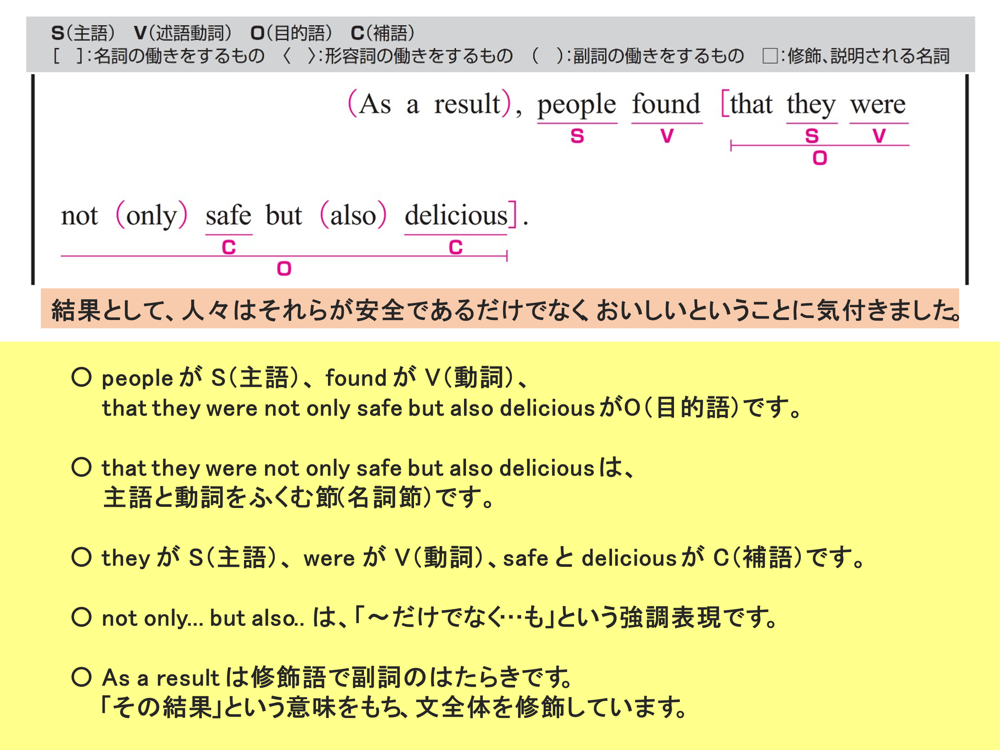 S（主語）　V（述語動詞）　O（目的語）　C（補語）
［　］：名詞の働きをするもの　〈　〉：形容詞の働きをするもの　（　）：副詞の働きをするもの　□：修飾、説明される名詞
（As a result）, people found ［that they were
S V S V
O
not （only） safe but （also） delicious］.
C C
O
結果として、人々はそれらが安全であるだけでなく、おいしいということに気付きました。
〇 people が S（主語）、found が V（動詞）、
that they were not only safe but also delicious がO（目的語）です。
〇 that they were not only safe but also delicious は、
主語と動詞をふくむ節（名詞節）です。
〇 they が S（主語）、were が V（動詞）、safe と delicious が C（補語）です。
〇 not only... but also.. は、「～だけでなく…も」という強調表現です。
〇 As a result は修飾語で副詞のはたらきです。
「その結果」という意味をもち、文全体を修飾しています。